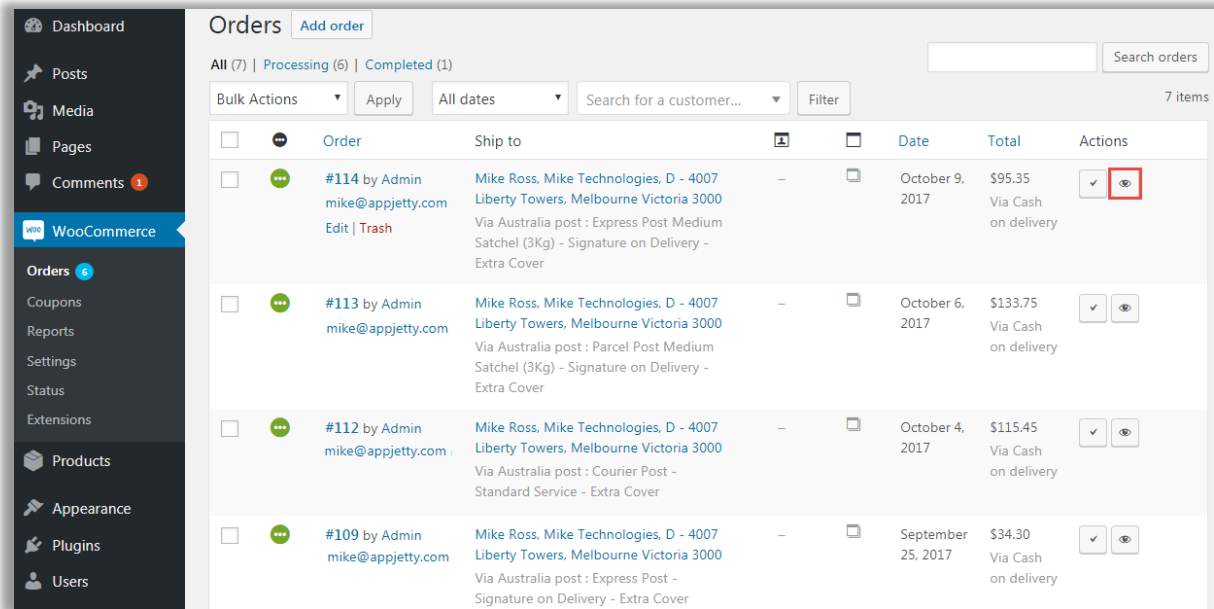 Dashboard
Posts
Media
Pages
Comments 1
WooCommerce
Orders 6
Coupons
Reports
Settings
Status
Extensions
Products
Appearance
Plugins
Users
Orders Add order
All (7) | Processing (6) | Completed (1)
Search orders
Bulk Actions Apply All dates Search for a customer... Filter
7 items
Order Ship to Date Total Actions
#114 by Admin
mike@appjetty.com
Edit | Trash
Mike Ross, Mike Technologies, D - 4007
Liberty Towers, Melbourne Victoria 3000
Via Australia post : Express Post Medium
Satchel (3Kg) - Signature on Delivery -
Extra Cover
–
October 9,
2017
$95.35
Via Cash
on delivery
#113 by Admin
mike@appjetty.com
Mike Ross, Mike Technologies, D - 4007
Liberty Towers, Melbourne Victoria 3000
Via Australia post : Parcel Post Medium
Satchel (3Kg) - Signature on Delivery -
Extra Cover
–
October 6,
2017
$133.75
Via Cash
on delivery
#112 by Admin
mike@appjetty.com
Mike Ross, Mike Technologies, D - 4007
Liberty Towers, Melbourne Victoria 3000
Via Australia post : Courier Post -
Standard Service - Extra Cover
–
October 4,
2017
$115.45
Via Cash
on delivery
#109 by Admin
mike@appjetty.com
Mike Ross, Mike Technologies, D - 4007
Liberty Towers, Melbourne Victoria 3000
Via Australia post : Express Post -
Signature on Delivery - Extra Cover
–
September
25, 2017
$34.30
Via Cash
on delivery